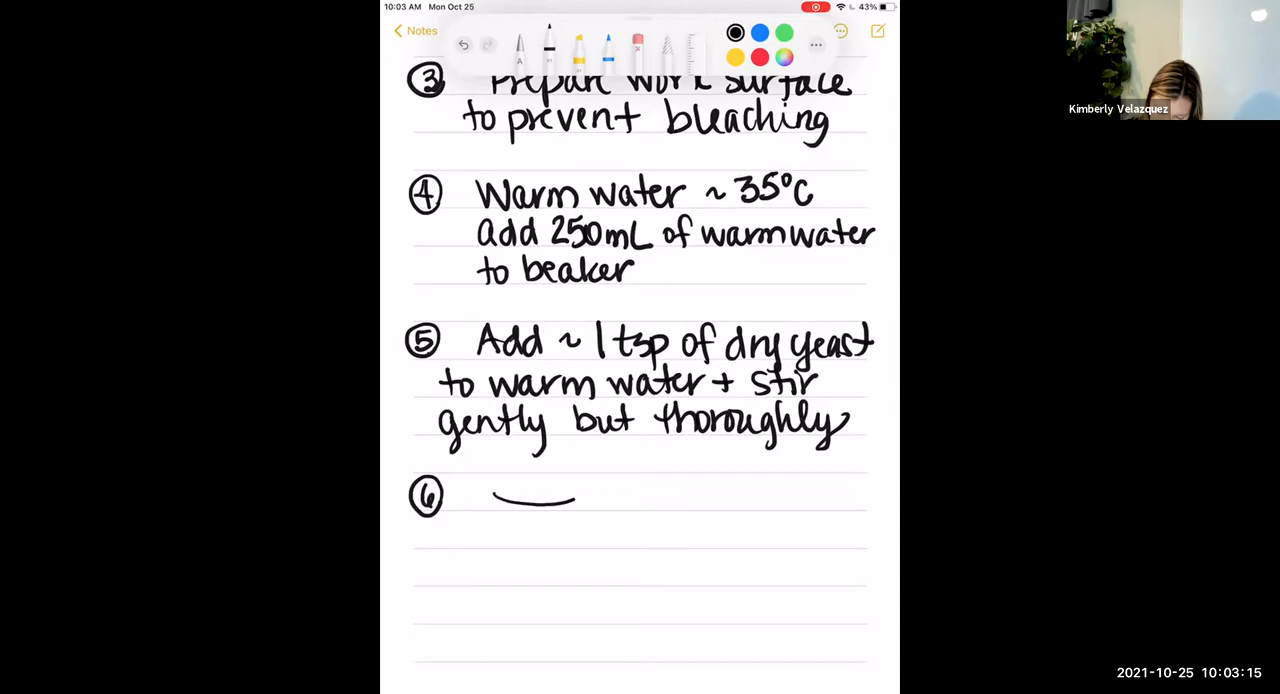 10:03 AM Mon Oct 25
43%
Notes
③ Prepare work surface
to prevent bleaching
④ Warm water ~ 35°C
add 250mL of warm water
to beaker
⑤ Add ~ 1 tsp of dry yeast
to warm water + stir
gently but thoroughly
⑥
Kimberly Velazquez
2021-10-25 10:03:15